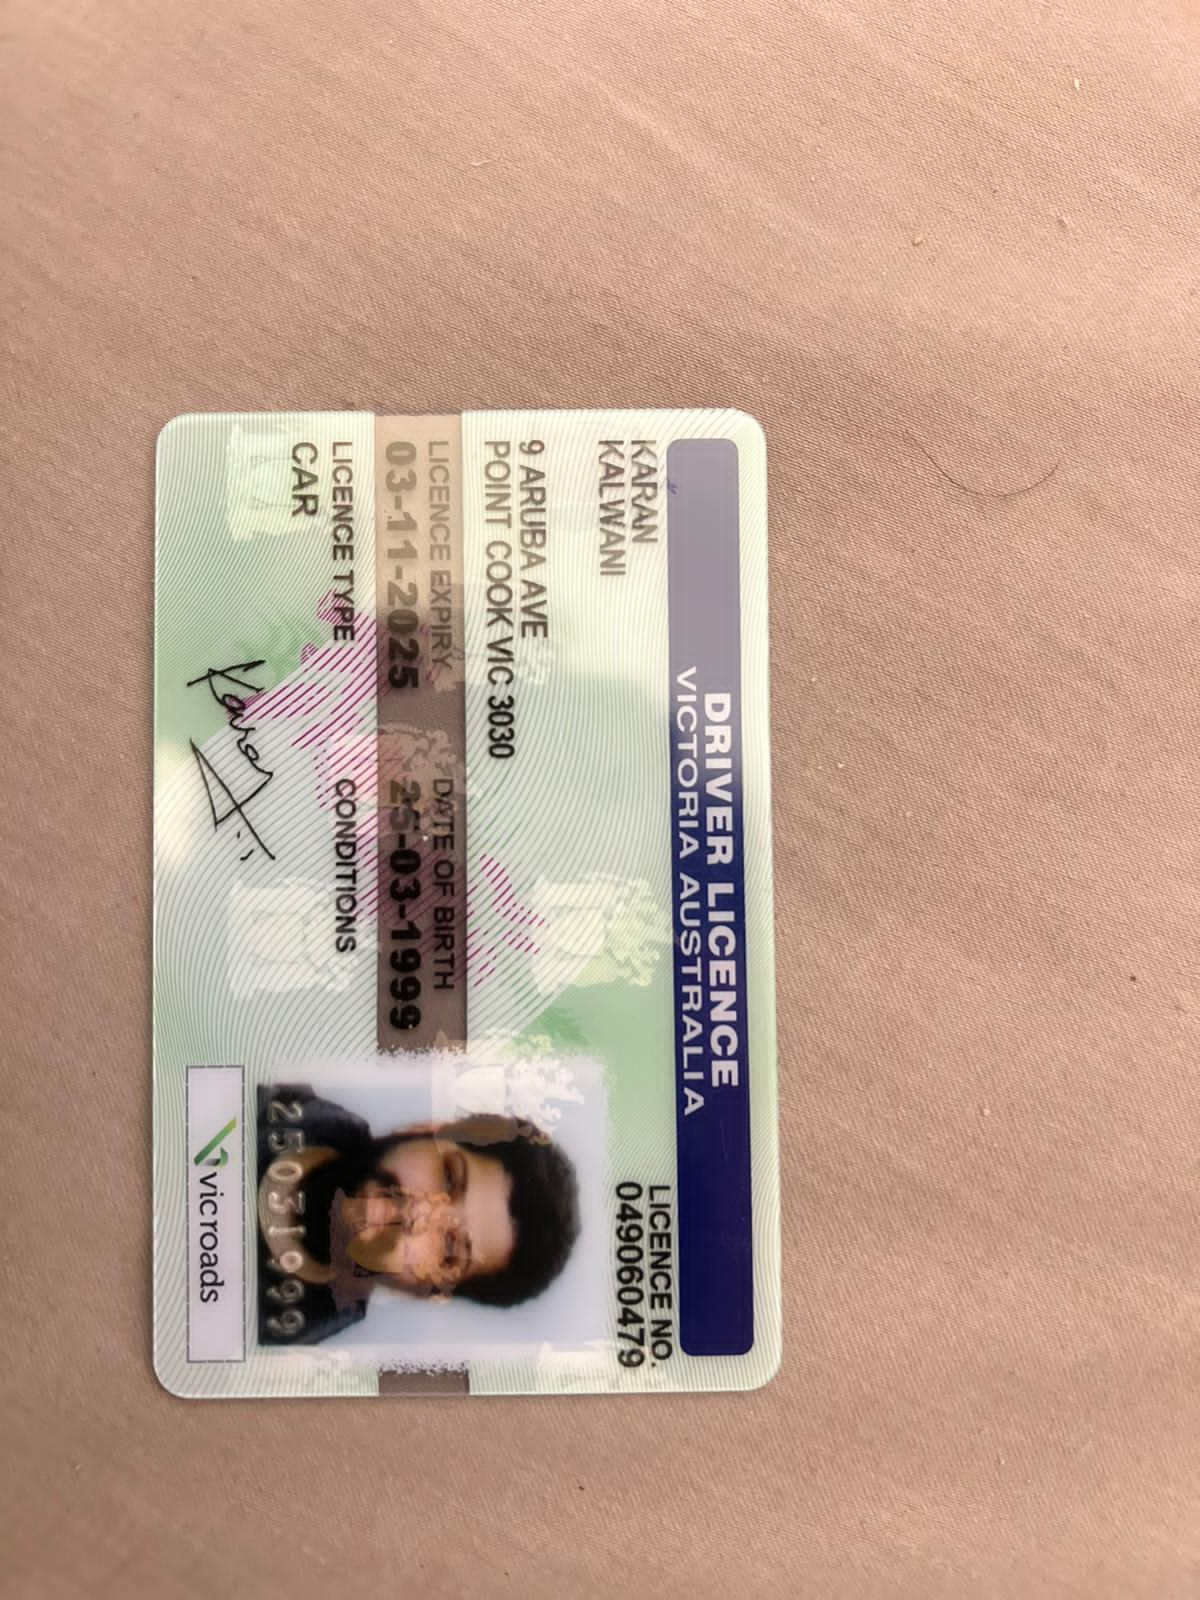 DRIVER LICENCE
VICTORIA AUSTRALIA
KARAN
KALWANI
LICENCE NO.
049060479
9 ARUBA AVE
POINT COOK VIC 3030
LICENCE EXPIRY
03-11-2025
DATE OF BIRTH
25-03-1999
LICENCE TYPE
CAR
CONDITIONS
Karan
25031999
vicroads